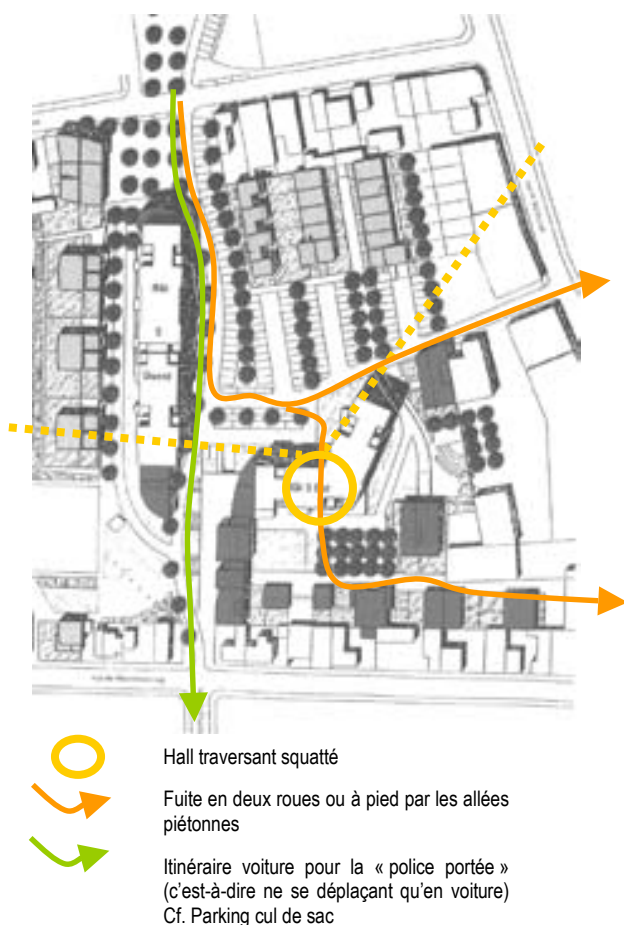 Hall traversant squatté
Fuite en deux roues ou à pied par les allées
piétonnes
Itinéraire voiture pour la « police portée »
(c'est-à-dire ne se déplaçant qu'en voiture)
Cf. Parking cul de sac